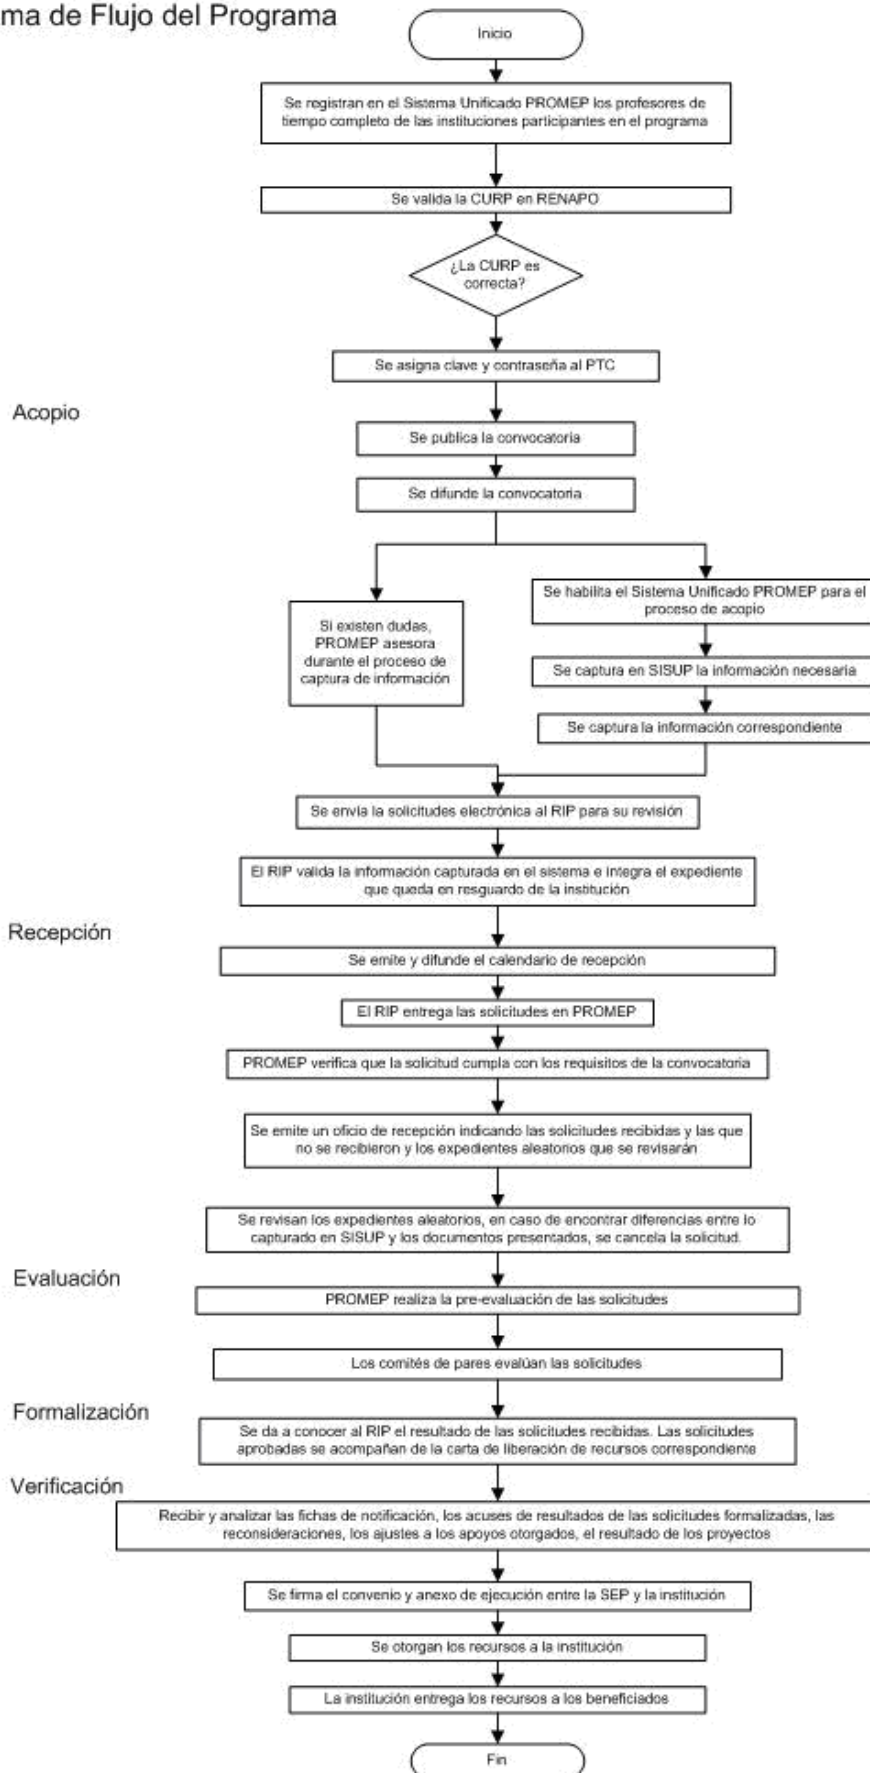 ma de Flujo del Programa
Inicio
Se registran en el Sistema Unificado PROMEP los profesores de
tiempo completo de las instituciones participantes en el programa
Se valida la CURP en RENAPO
¿La CURP es
correcta?
Se asigna clave y contraseña al PTC
Acopio
Se publica la convocatoria
Se difunde la convocatoria
Si existen dudas,
PROMEP asesora
durante el proceso de
captura de información
Se habilita el Sistema Unificado PROMEP para el
proceso de acopio
Se captura en SISUP la información necesaria
Se captura la información correspondiente
Se envía la solicitudes electrónica al RIP para su revisión
El RIP valida la información capturada en el sistema e integra el expediente
que queda en resguardo de la institución
Recepción
Se emite y difunde el calendario de recepción
El RIP entrega las solicitudes en PROMEP
PROMEP verifica que la solicitud cumpla con los requisitos de la convocatoria
Se emite un oficio de recepción indicando las solicitudes recibidas y las que
no se recibieron y los expedientes aleatorios que se revisarán
Se revisan los expedientes aleatorios, en caso de encontrar diferencias entre lo
capturado en SISUP y los documentos presentados, se cancela la solicitud.
Evaluación
PROMEP realiza la pre-evaluación de las solicitudes
Los comités de pares evalúan las solicitudes
Formalización
Se da a conocer al RIP el resultado de las solicitudes recibidas. Las solicitudes
aprobadas se acompañan de la carta de liberación de recursos correspondiente
Verificación
Recibir y analizar las fichas de notificación, los acuses de resultados de las solicitudes formalizadas, las
reconsideraciones, los ajustes a los apoyos otorgados, el resultado de los proyectos
Se firma el convenio y anexo de ejecución entre la SEP y la institución
Se otorgan los recursos a la institución
La institución entrega los recursos a los beneficiados
Fin